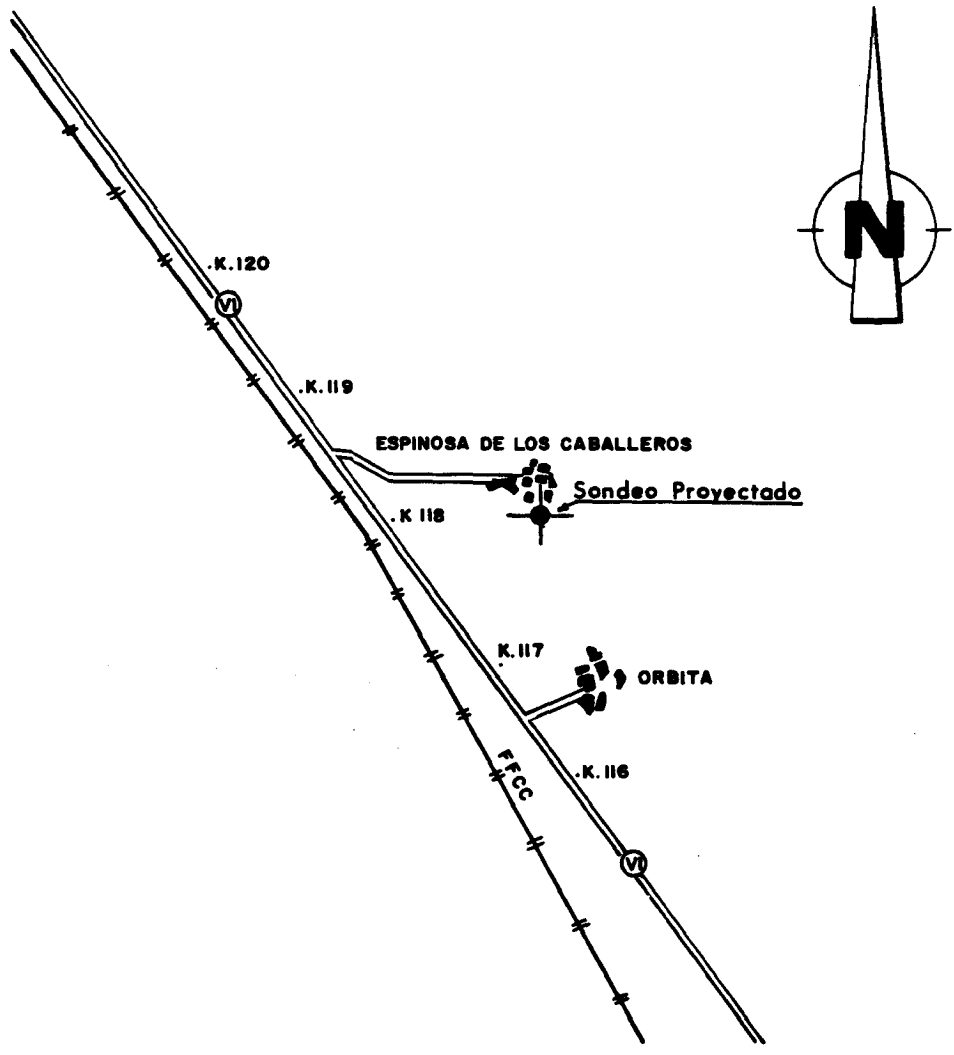 N
.K.120
VI
.K.119
ESPINOSA DE LOS CABALLEROS
Sondeo Proyectado
.K 118
K.117
ORBITA
FFCC
.K.116
VI